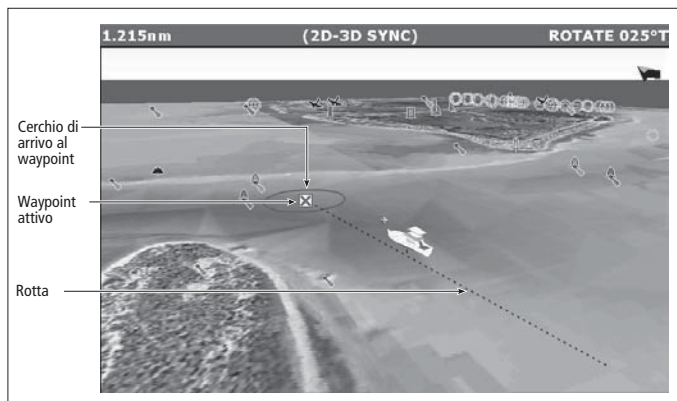 1.215nm (2D-3D SYNC) ROTATE 025°T
Cerchio di
arrivo al
waypoint
Waypoint
attivo
Rotta